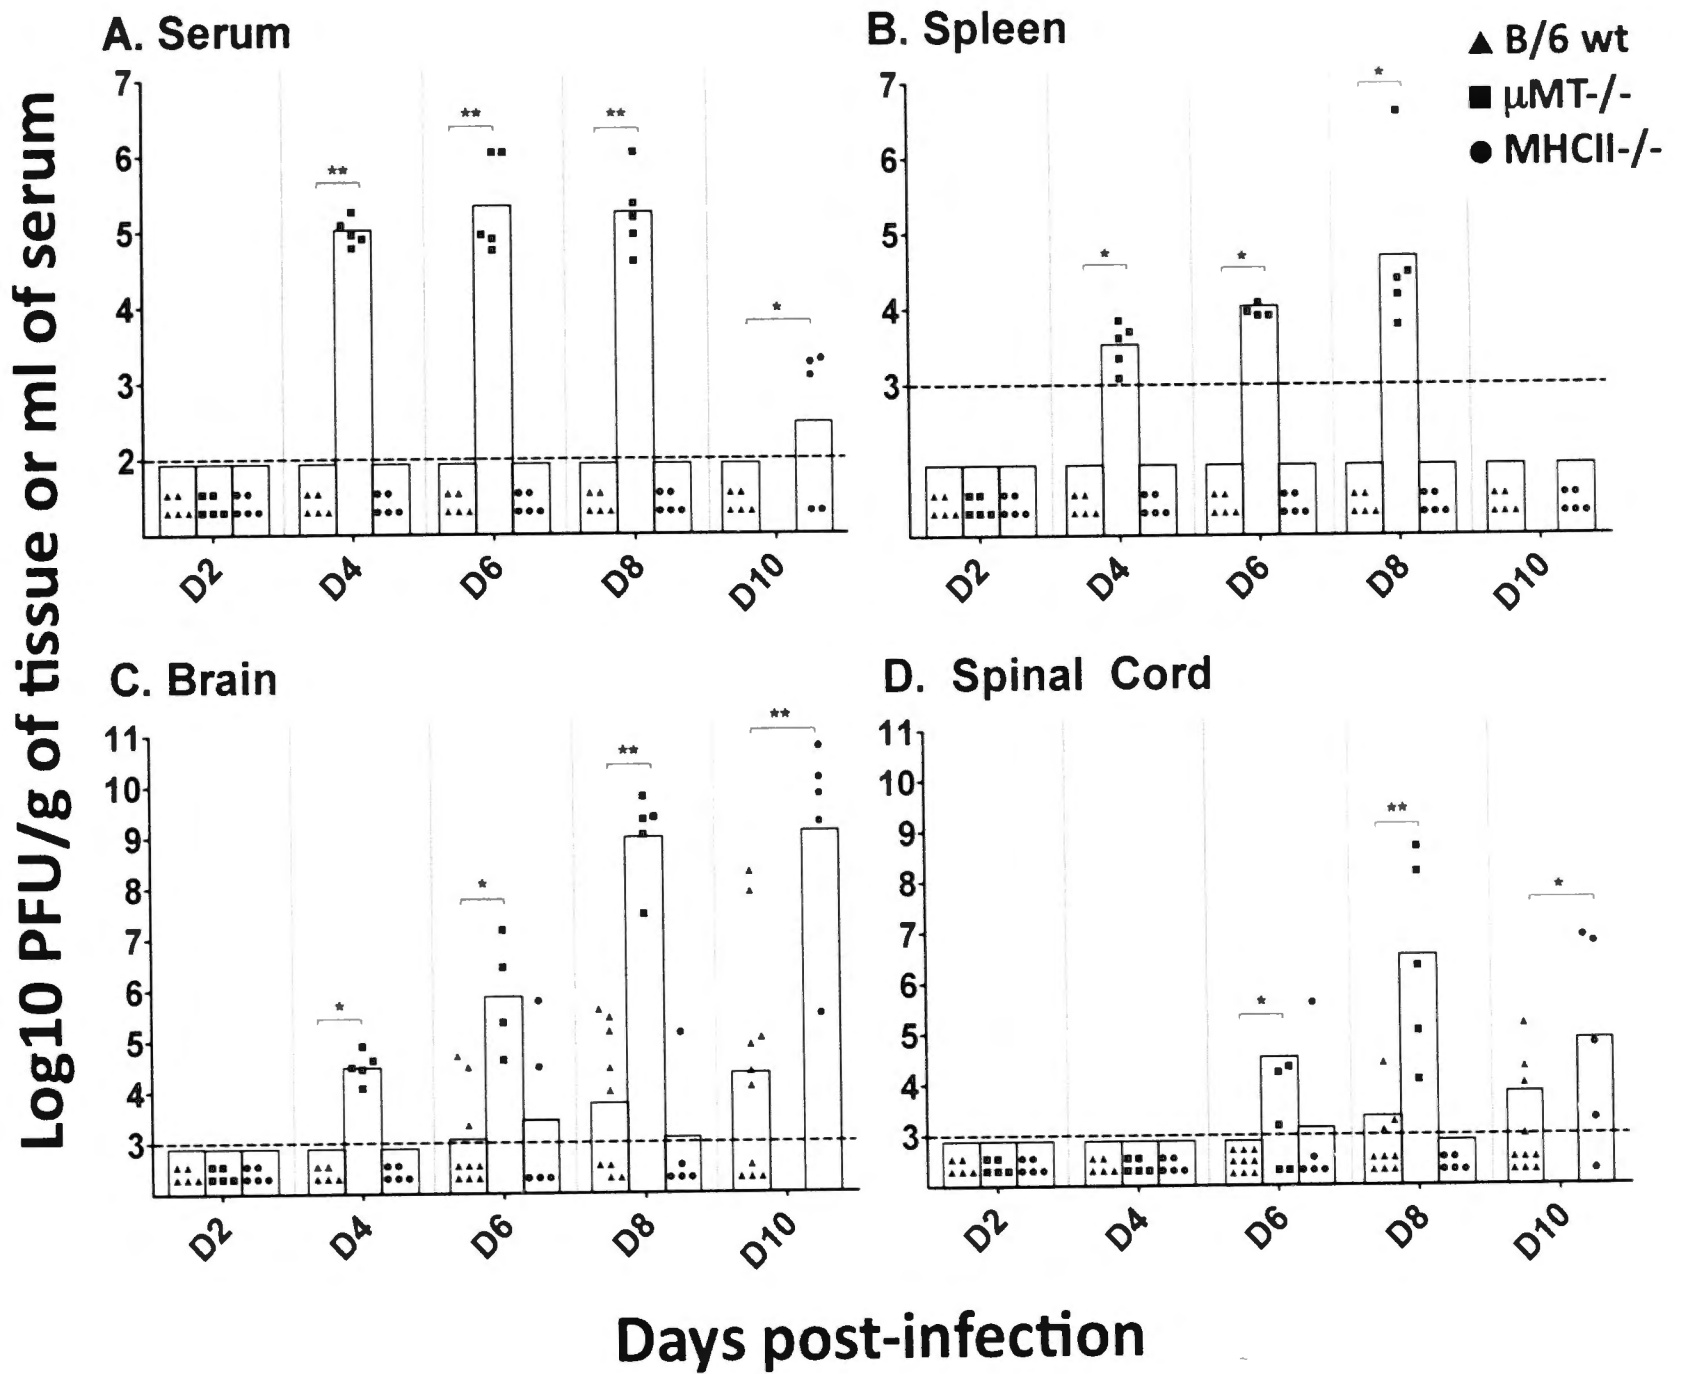 A. Serum
B. Spleen
B/6 wt
μMT-/-
MHCII-/-
Log10 PFU/g of tissue or ml of serum
7
6
5
4
3
2
**
**
**
*
D2
D4
D6
D8
D10
7
6
5
4
3
*
*
*
D2
D4
D6
D8
D10
C. Brain
D. Spinal Cord
11
10
9
8
7
6
5
4
3
*
*
**
**
D2
D4
D6
D8
D10
11
10
9
8
7
6
5
4
3
*
**
*
D2
D4
D6
D8
D10
Days post-infection